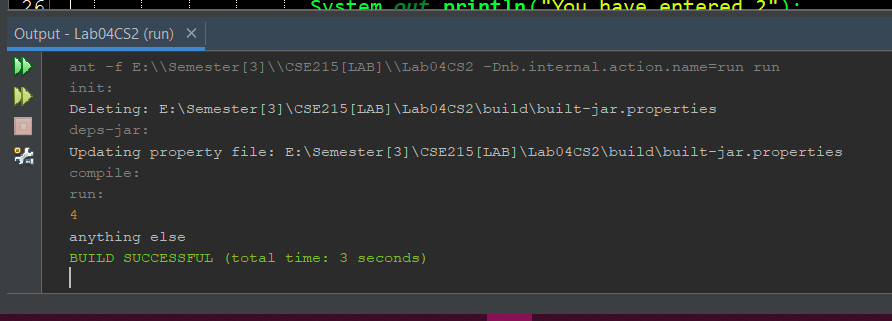 26 System.out.println("You have entered 2");
Output - Lab04CS2 (run) ×
ant -f E:\\Semester[3]\\CSE215[LAB]\\Lab04CS2 -Dnb.internal.action.name=run run
init:
Deleting: E:\Semester[3]\CSE215[LAB]\Lab04CS2\build\built-jar.properties
deps-jar:
Updating property file: E:\Semester[3]\CSE215[LAB]\Lab04CS2\build\built-jar.properties
compile:
run:
4
anything else
BUILD SUCCESSFUL (total time: 3 seconds)